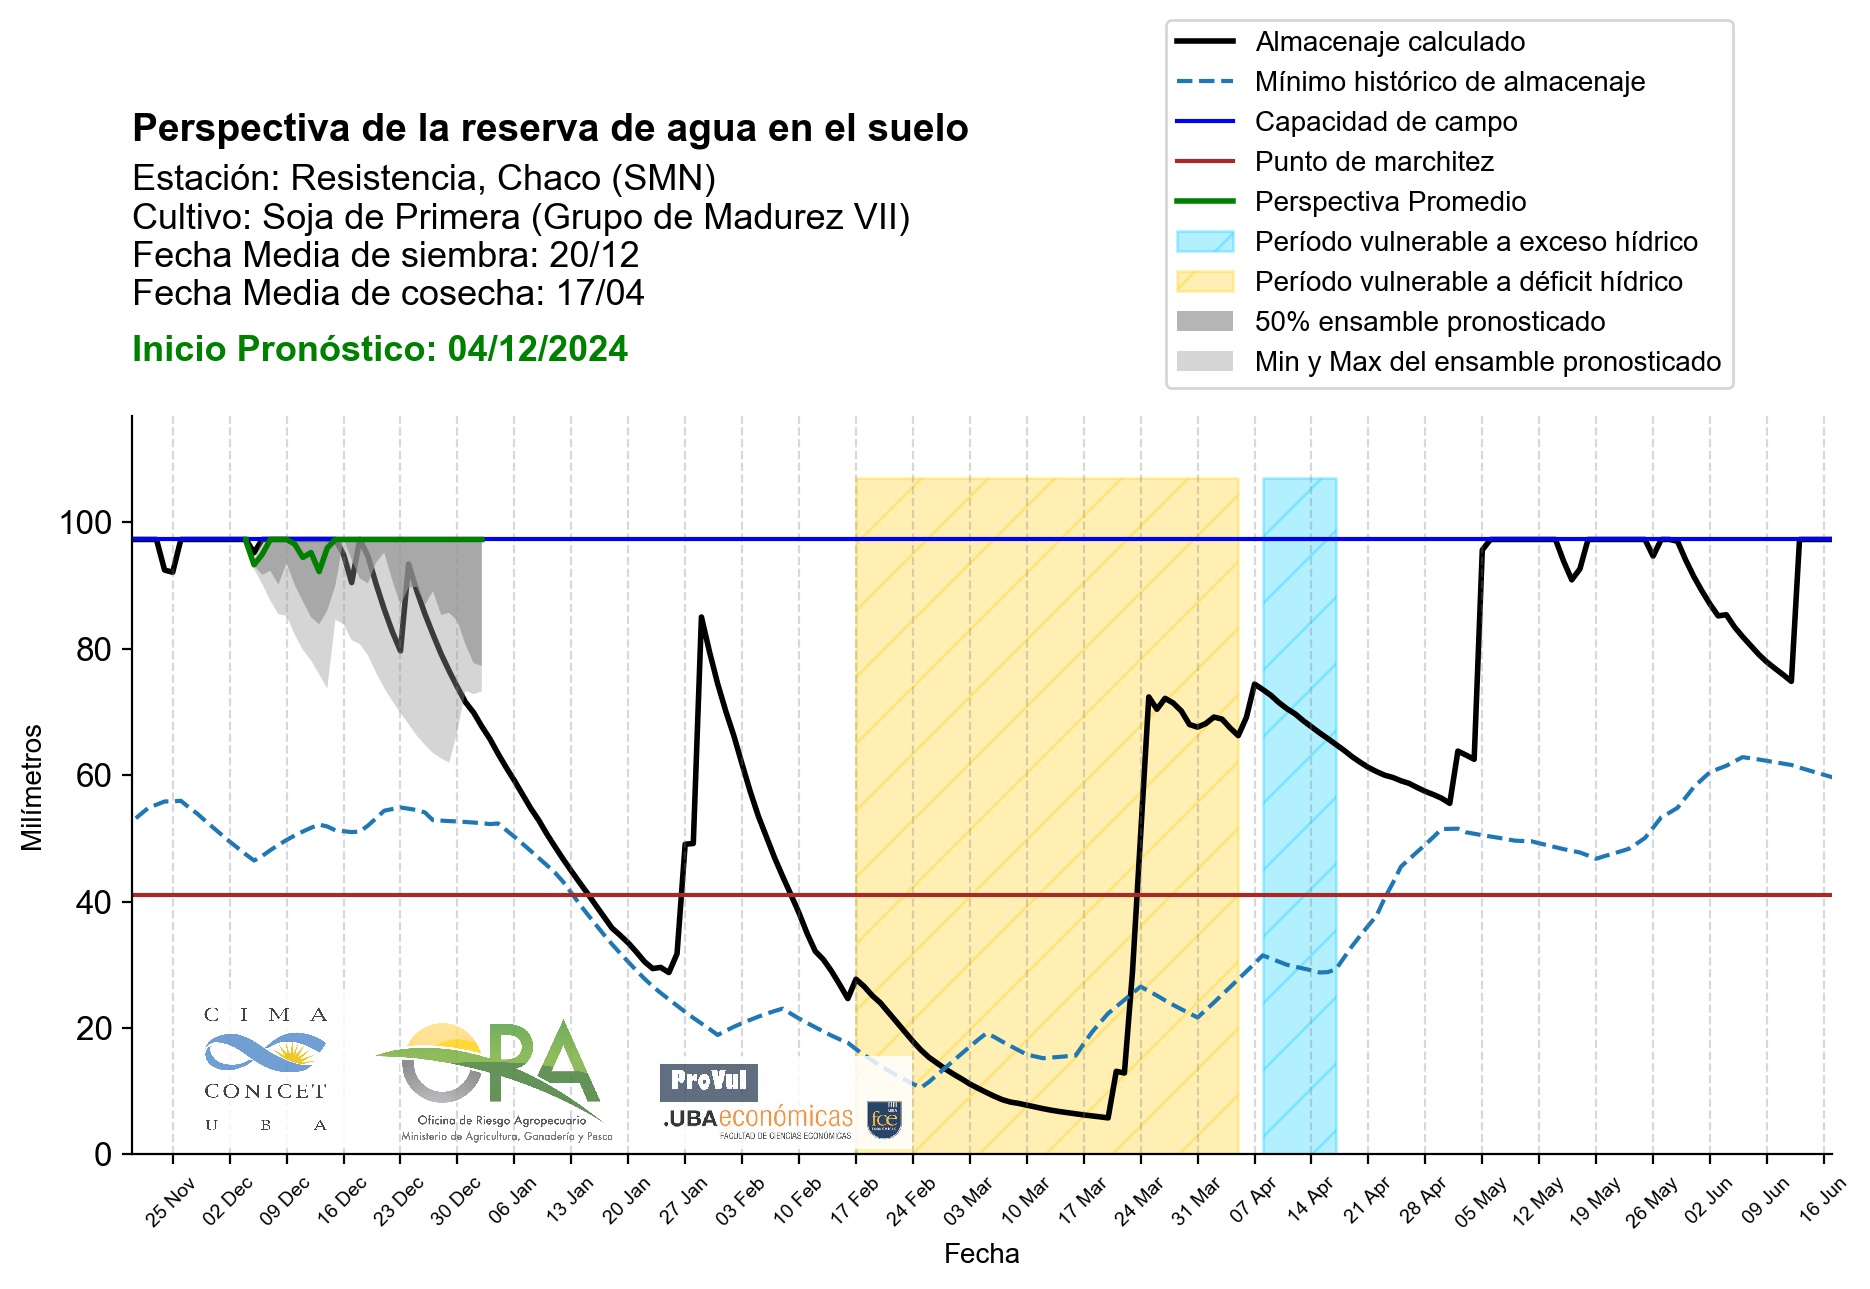 Almacenaje calculado
Mínimo histórico de almacenaje
Capacidad de campo
Punto de marchitez
Perspectiva Promedio
Período vulnerable a exceso hídrico
Período vulnerable a déficit hídrico
50% ensamble pronosticado
Min y Max del ensamble pronosticado
Perspectiva de la reserva de agua en el suelo
Estación: Resistencia, Chaco (SMN)
Cultivo: Soja de Primera (Grupo de Madurez VII)
Fecha Media de siembra: 20/12
Fecha Media de cosecha: 17/04
Inicio Pronóstico: 04/12/2024
Milímetros
100
80
60
40
20
0
CIMA
CONICET
UBA
ORA
Oficina de Riesgo Agropecuario
Ministerio de Agricultura, Ganadería y Pesca
ProVul
.UBAeconómicas
FACULTAD DE CIENCIAS ECONÓMICAS
UBA
fce
25 Nov
02 Dec
09 Dec
16 Dec
23 Dec
30 Dec
06 Jan
13 Jan
20 Jan
27 Jan
03 Feb
10 Feb
17 Feb
24 Feb
03 Mar
10 Mar
17 Mar
24 Mar
31 Mar
07 Apr
14 Apr
21 Apr
28 Apr
05 May
12 May
19 May
26 May
02 Jun
09 Jun
16 Jun
Fecha